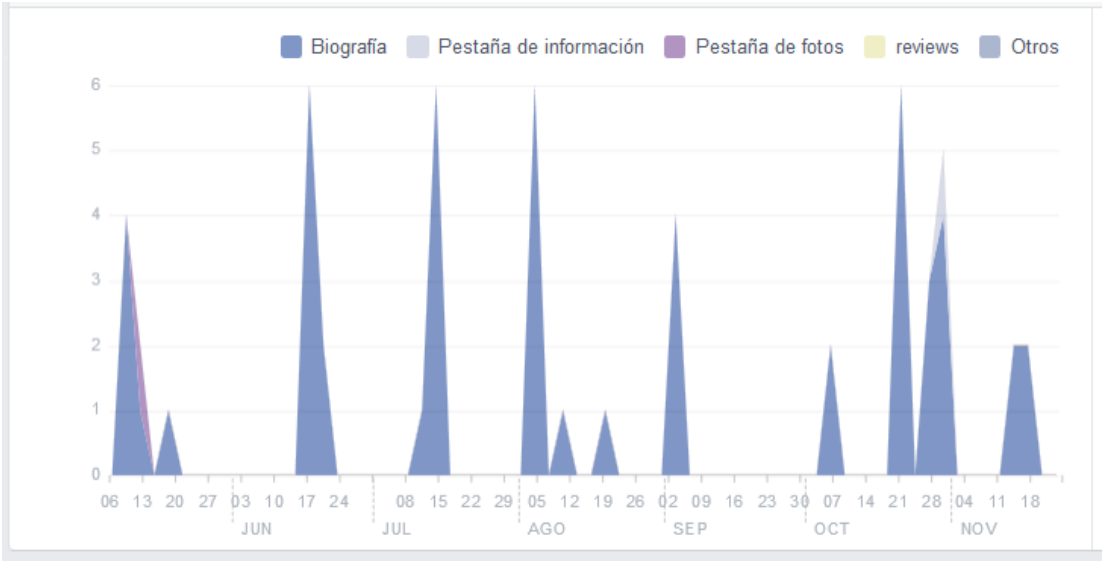 Biografía Pestaña de información Pestaña de fotos reviews Otros
6
5
4
3
2
1
0
06 13 20 27 03 10 17 24 08 15 22 29 05 12 19 26 02 09 16 23 30 07 14 21 28 04 11 18
JUN JUL AGO SEP OCT NOV